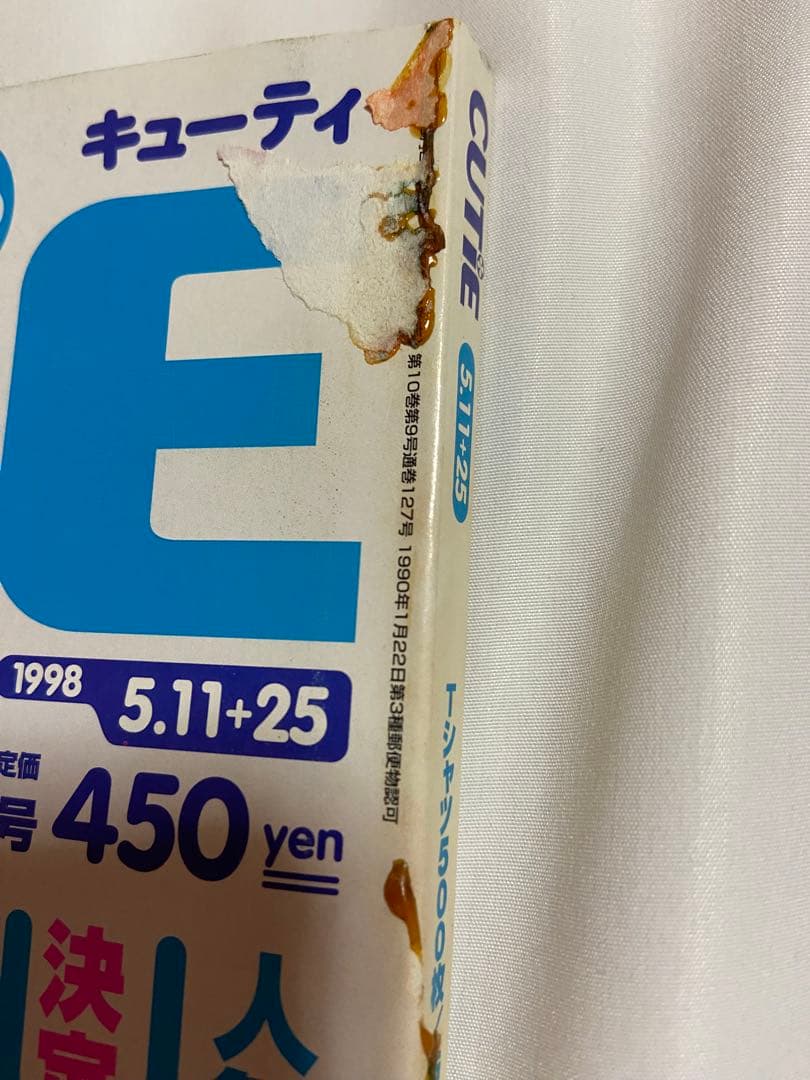 キューティ
E
1998 5.11+25
定価
号 450 yen
決定
人
第10巻第9号通巻127号 1990年1月22日第3種郵便物認可
CUTiE
5.11+25
Tシャツ500枚